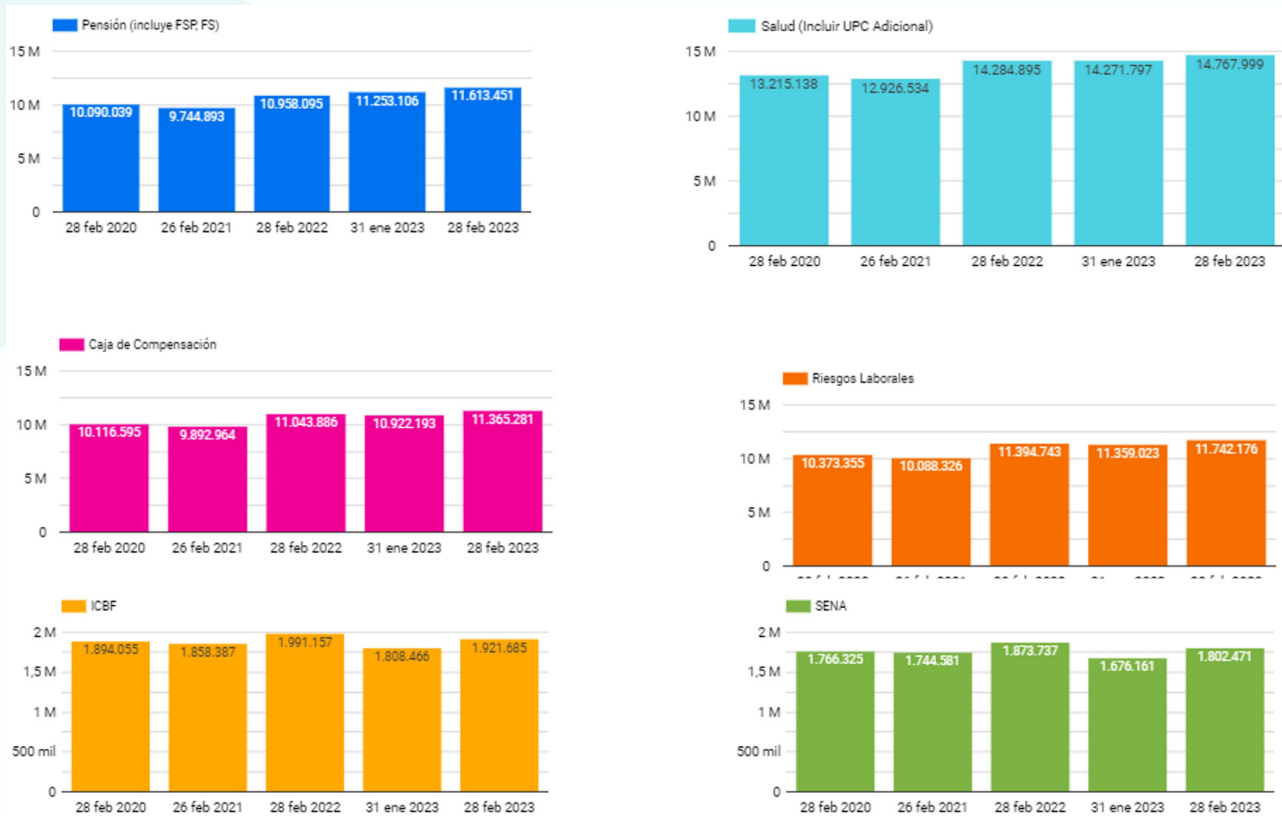 Pensión (incluye FSP, FS)
15 M
10 M
5 M
0
10.090.039
9.744.893
10.958.095
11.253.106
11.613.451
28 feb 2020
26 feb 2021
28 feb 2022
31 ene 2023
28 feb 2023
Salud (Incluir UPC Adicional)
15 M
10 M
5 M
0
13.215.138
12.926.534
14.284.895
14.271.797
14.767.999
28 feb 2020
26 feb 2021
28 feb 2022
31 ene 2023
28 feb 2023
Caja de Compensación
15 M
10 M
5 M
0
10.116.595
9.892.964
11.043.886
10.922.193
11.365.281
28 feb 2020
26 feb 2021
28 feb 2022
31 ene 2023
28 feb 2023
Riesgos Laborales
15 M
10 M
5 M
0
10.373.355
10.088.326
11.394.743
11.359.023
11.742.176
ICBF
2 M
1,5 M
1 M
500 mil
0
1.894.055
1.858.387
1.991.157
1.808.466
1.921.685
28 feb 2020
26 feb 2021
28 feb 2022
31 ene 2023
28 feb 2023
SENA
2 M
1,5 M
1 M
500 mil
0
1.766.325
1.744.581
1.873.737
1.676.161
1.802.471
28 feb 2020
26 feb 2021
28 feb 2022
31 ene 2023
28 feb 2023